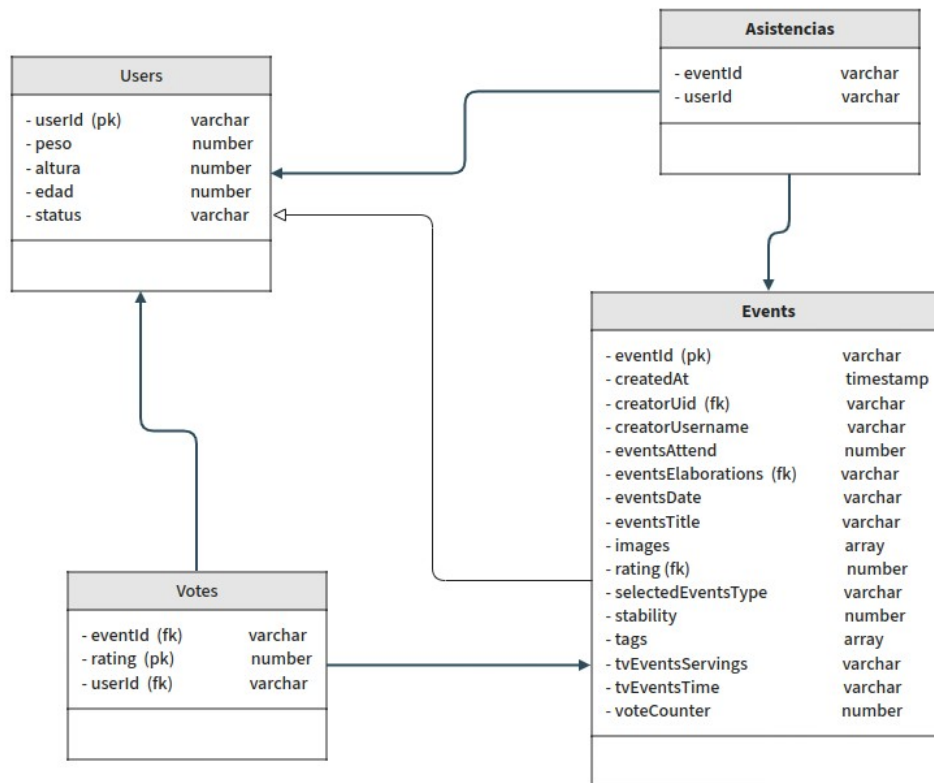 Users
- userId (pk) varchar
- peso number
- altura number
- edad number
- status varchar
Asistencias
- eventId varchar
- userId varchar
Votes
- eventId (fk) varchar
- rating (pk) number
- userId (fk) varchar
Events
- eventId (pk) varchar
- createdAt timestamp
- creatorUid (fk) varchar
- creatorUsername varchar
- eventsAttend number
- eventsElaborations (fk) varchar
- eventsDate varchar
- eventsTitle varchar
- images array
- rating (fk) number
- selectedEventsType varchar
- stability number
- tags array
- tvEventsServings varchar
- tvEventsTime varchar
- voteCounter number